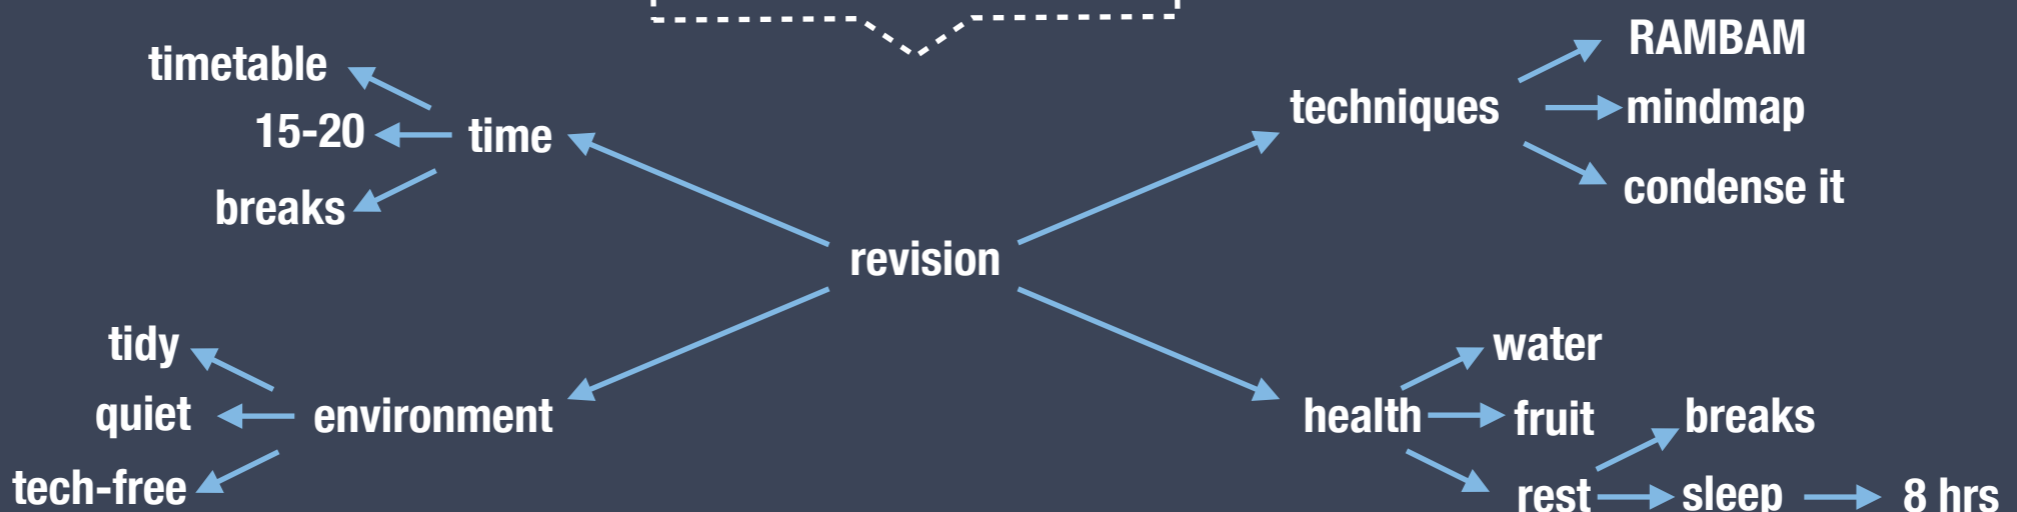 timetable
15-20
breaks
time
techniques
RAMBAM
mindmap
condense it
revision
tidy
quiet
tech-free
environment
health
water
fruit
rest
breaks
sleep
8 hrs